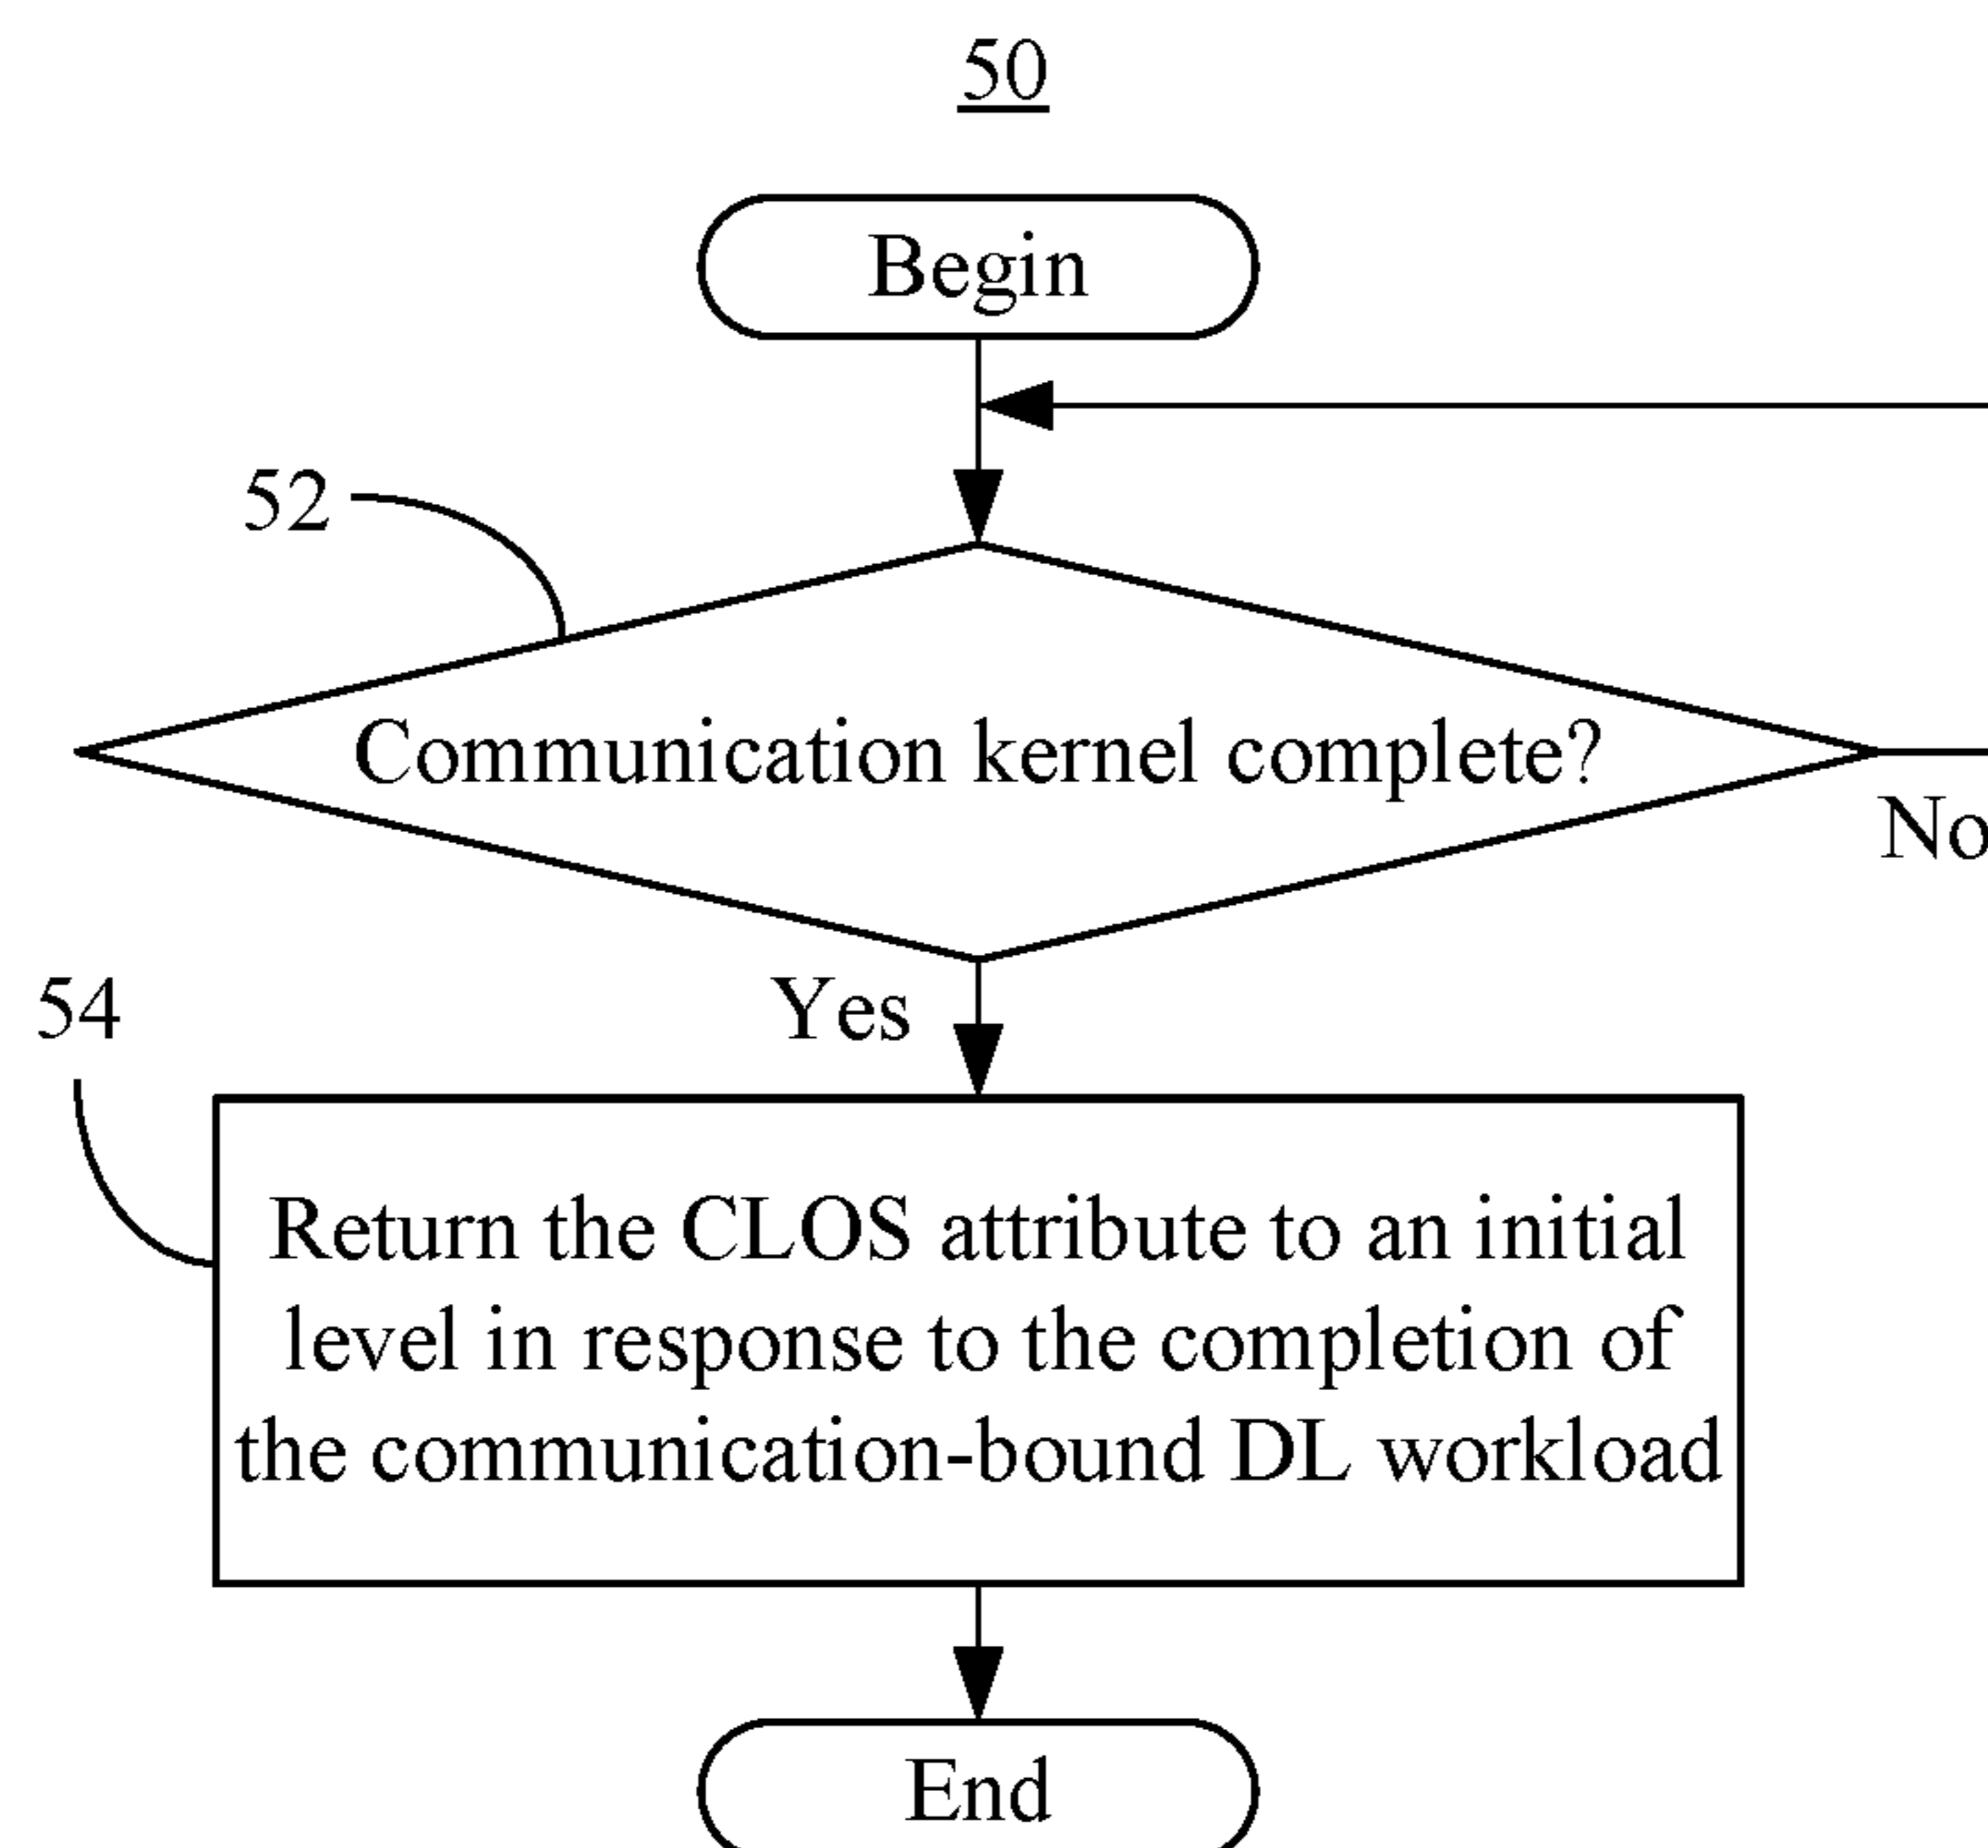 50
Begin
52
Communication kernel complete?
No
Yes
54
Return the CLOS attribute to an initial
level in response to the completion of
the communication-bound DL workload
End